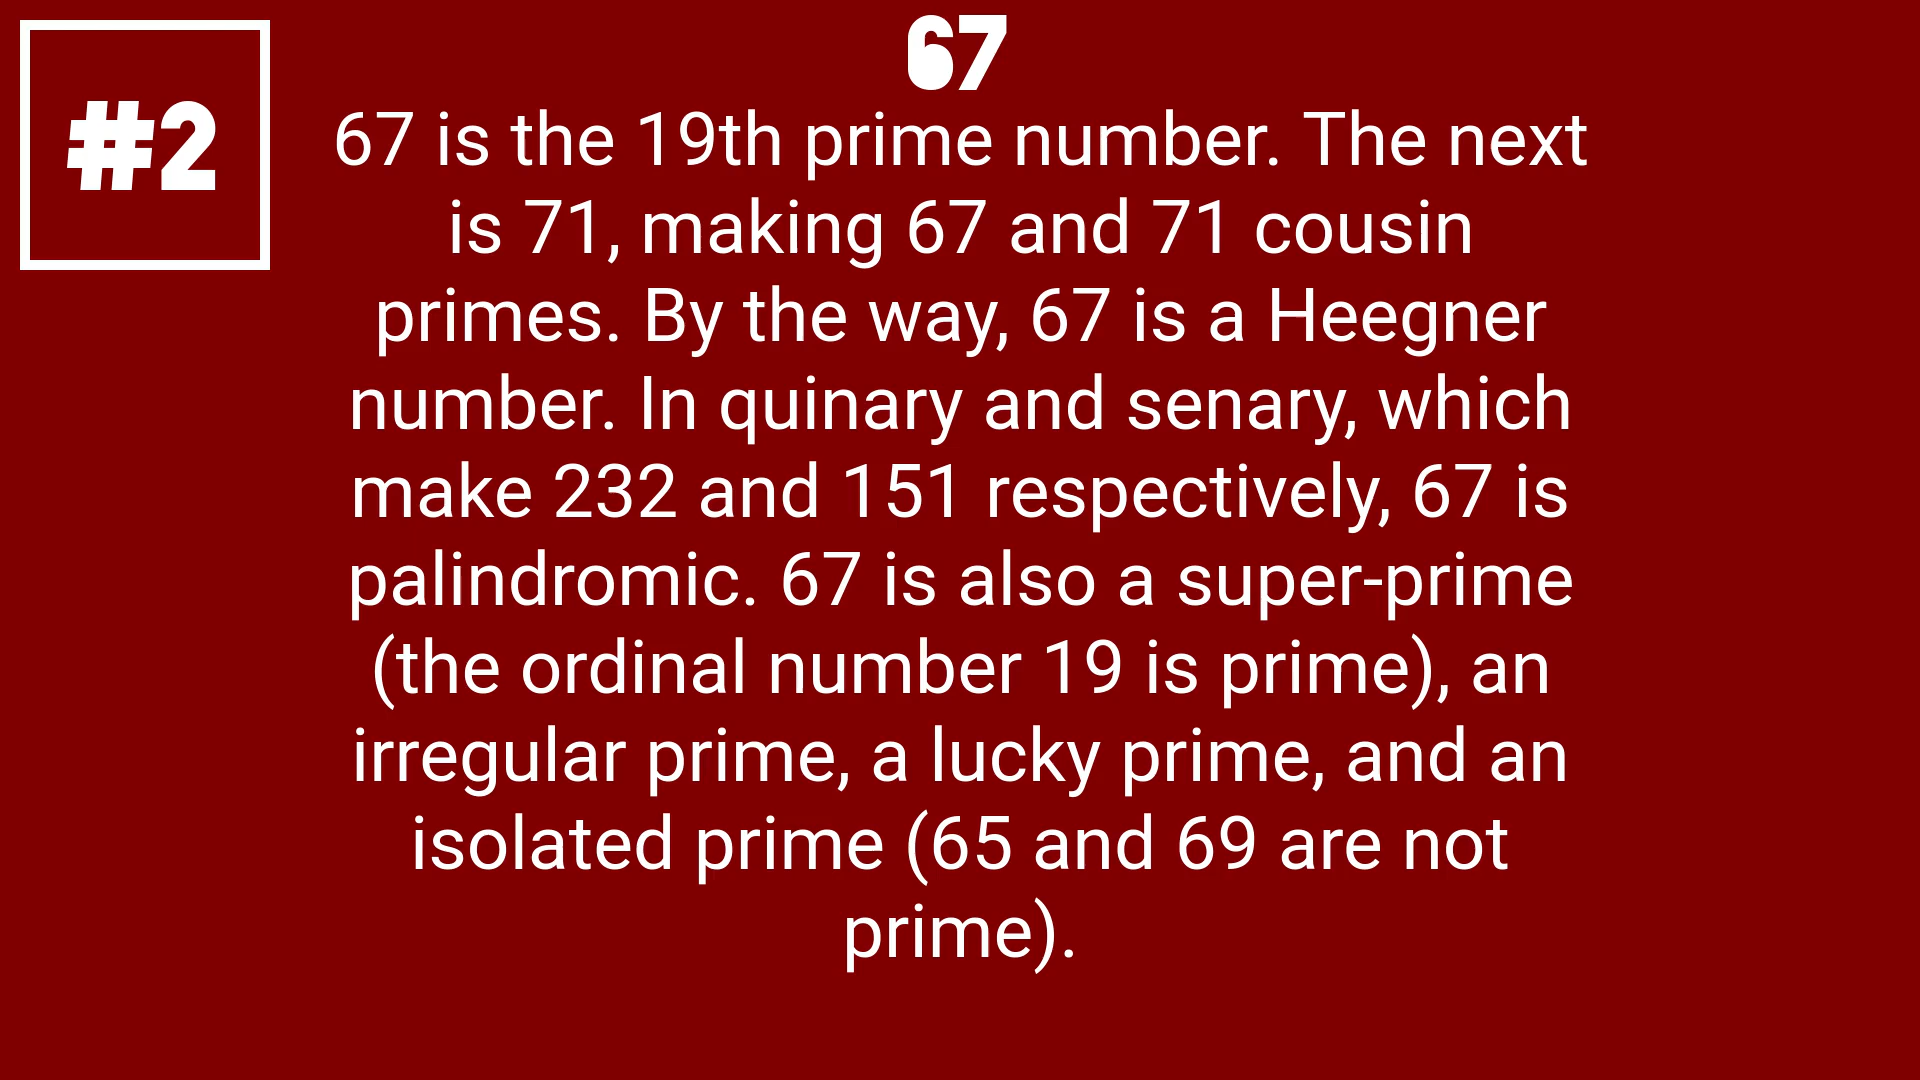 #2
67
67 is the 19th prime number. The next
is 71, making 67 and 71 cousin
primes. By the way, 67 is a Heegner
number. In quinary and senary, which
make 232 and 151 respectively, 67 is
palindromic. 67 is also a super-prime
(the ordinal number 19 is prime), an
irregular prime, a lucky prime, and an
isolated prime (65 and 69 are not
prime).